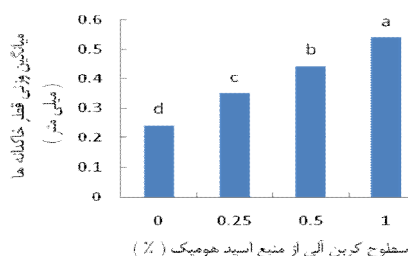 میانگین وزنی قطر خاکدانه ها
( میلی متر )
0.6
0.5
0.4
0.3
0.2
0.1
0
d
c
b
a
0 0.25 0.5 1
سطوح کربن آلی از منبع اسید هومیک ( ٪ )